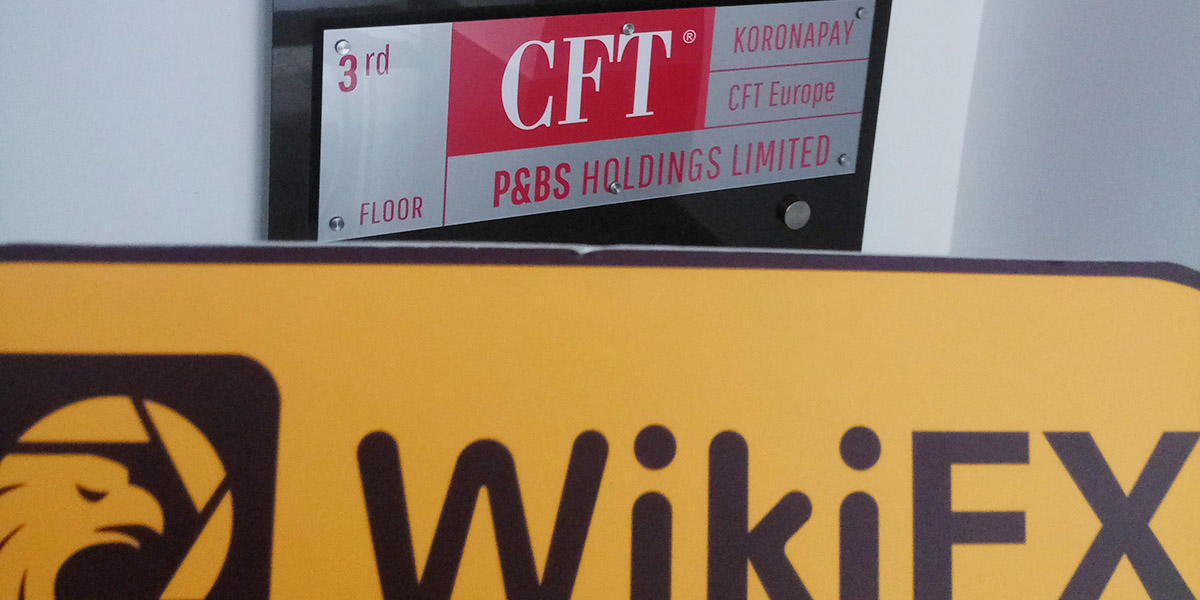 3rd
FLOOR
CFT®
KORONAPAY
CFT Europe
P&BS HOLDINGS LIMITED
WikiFX